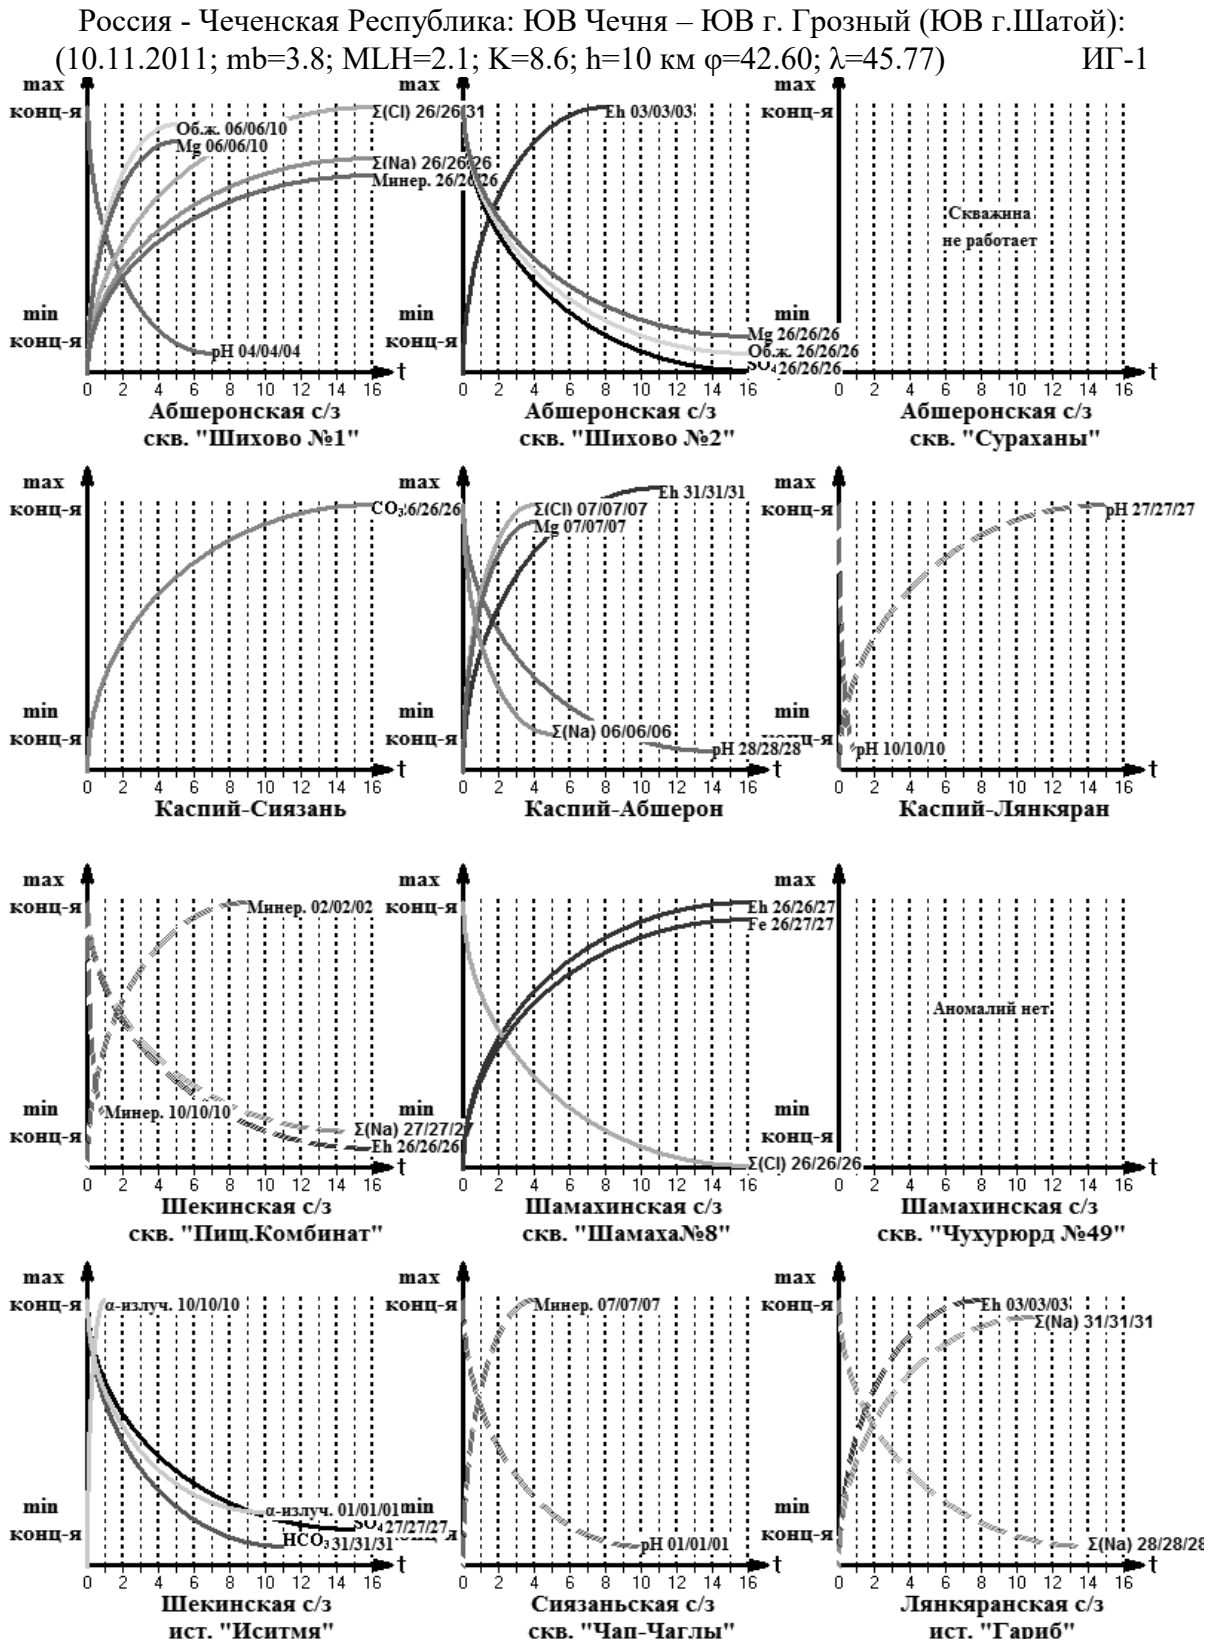 Россия - Чеченская Республика: ЮВ Чечня – ЮВ г. Грозный (ЮВ г.Шатой):
(10.11.2011; mb=3.8; MLH=2.1; K=8.6; h=10 км φ=42.60; λ=45.77) ИГ-1
max
конц-я
min
конц-я
Об.ж. 06/06/10
Mg 06/06/10
Σ(Cl) 26/26/31
Σ(Na) 26/26/26
Минер. 26/26/26
pH 04/04/04
0 2 4 6 8 10 12 14 16 t
Абшеронская с/з
скв. "Шихово №1"
max
конц-я
min
конц-я
Eh 03/03/03
Mg 26/26/26
Об.ж. 26/26/26
SO₄ 26/26/26
0 2 4 6 8 10 12 14 16 t
Абшеронская с/з
скв. "Шихово №2"
max
конц-я
min
конц-я
Скважина
не работает
0 2 4 6 8 10 12 14 16 t
Абшеронская с/з
скв. "Сураханы"
max
конц-я
min
конц-я
CO₃ 26/26/26
0 2 4 6 8 10 12 14 16 t
Каспий-Сиязань
max
конц-я
min
конц-я
Eh 31/31/31
Σ(Cl) 07/07/07
Mg 07/07/07
Σ(Na) 06/06/06
pH 28/28/28
0 2 4 6 8 10 12 14 16 t
Каспий-Абшерон
max
конц-я
min
конц-я
pH 27/27/27
pH 10/10/10
0 2 4 6 8 10 12 14 16 t
Каспий-Лянкяран
max
конц-я
min
конц-я
Минер. 02/02/02
Минер. 10/10/10
Σ(Na) 27/27/27
Eh 26/26/26
0 2 4 6 8 10 12 14 16
Шекинская с/з
скв. "Пищ.Комбинат"
max
конц-я
min
конц-я
Eh 26/26/27
Fe 26/27/27
Σ(Cl) 26/26/26
0 2 4 6 8 10 12 14 16 t
Шамахинская с/з
скв. "Шамаха№8"
max
конц-я
min
конц-я
Аномалий нет
0 2 4 6 8 10 12 14 16 t
Шамахинская с/з
скв. "Чухурюрд №49"
max
конц-я
min
конц-я
α-излуч. 10/10/10
α-излуч. 01/01/01
SO₄ 27/27/27
HCO₃ 31/31/31
0 2 4 6 8 10 12 14 16 t
Шекинская с/з
ист. "Иситмя"
max
конц-я
min
конц-я
Минер. 07/07/07
pH 01/01/01
0 2 4 6 8 10 12 14 16 t
Сиязаньская с/з
скв. "Чап-Чаглы"
max
конц-я
min
конц-я
Eh 03/03/03
Σ(Na) 31/31/31
Σ(Na) 28/28/28
0 2 4 6 8 10 12 14 16 t
Лянкяранская с/з
ист. "Гариб"